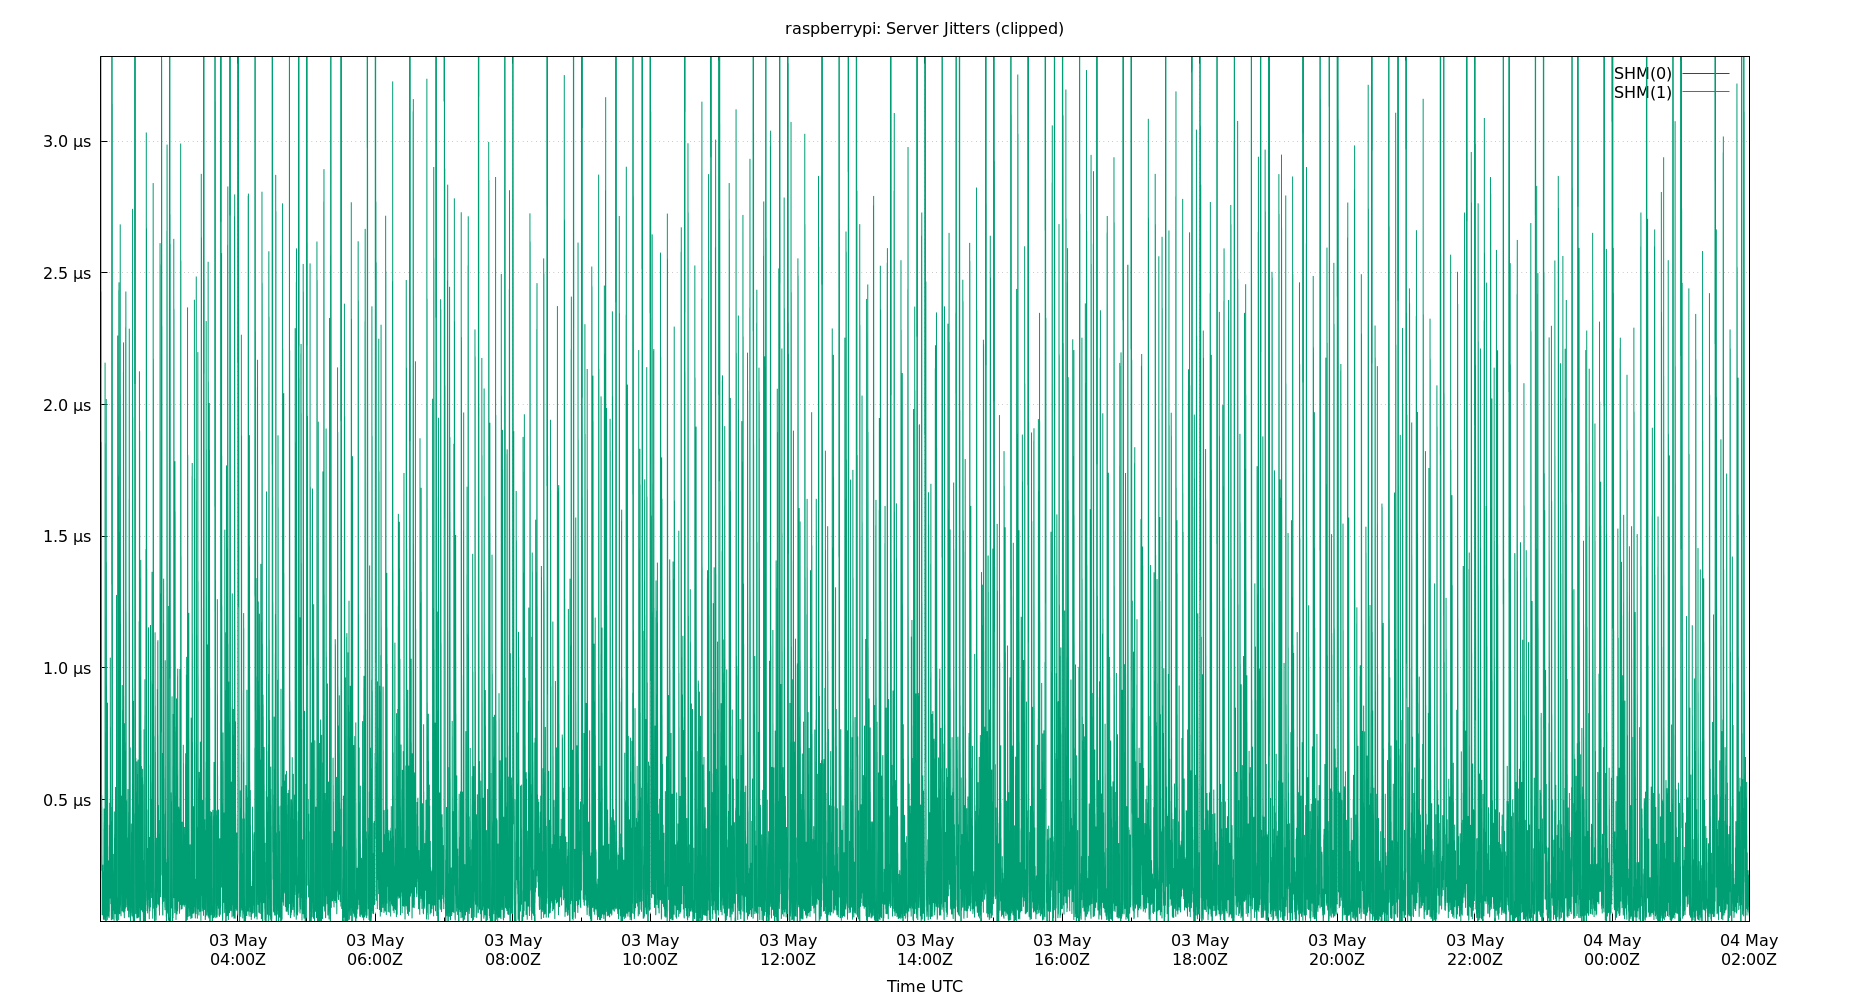 raspberrypi: Server Jitters (clipped)
SHM(0)
SHM(1)
3.0 µs
2.5 µs
2.0 µs
1.5 µs
1.0 µs
0.5 µs
03 May 03 May 03 May 03 May 03 May 03 May 03 May 03 May 03 May 03 May 04 May 04 May
04:00Z 06:00Z 08:00Z 10:00Z 12:00Z 14:00Z 16:00Z 18:00Z 20:00Z 22:00Z 00:00Z 02:00Z
Time UTC